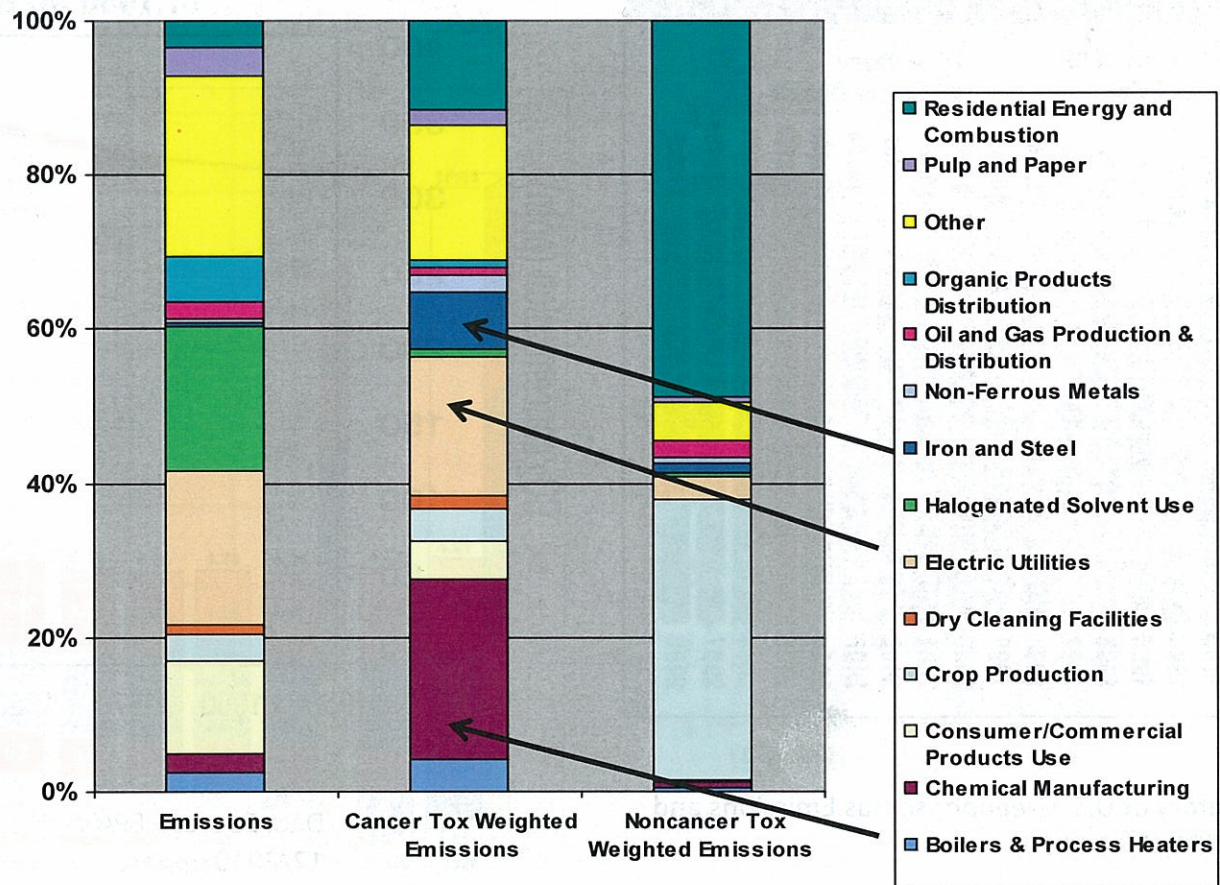 100%
80%
60%
40%
20%
0%
Emissions
Cancer Tox Weighted
Emissions
Noncancer Tox
Weighted Emissions
Residential Energy and
Combustion
Pulp and Paper
Other
Organic Products
Distribution
Oil and Gas Production &
Distribution
Non-Ferrous Metals
Iron and Steel
Halogenated Solvent Use
Electric Utilities
Dry Cleaning Facilities
Crop Production
Consumer/Commercial
Products Use
Chemical Manufacturing
Boilers & Process Heaters